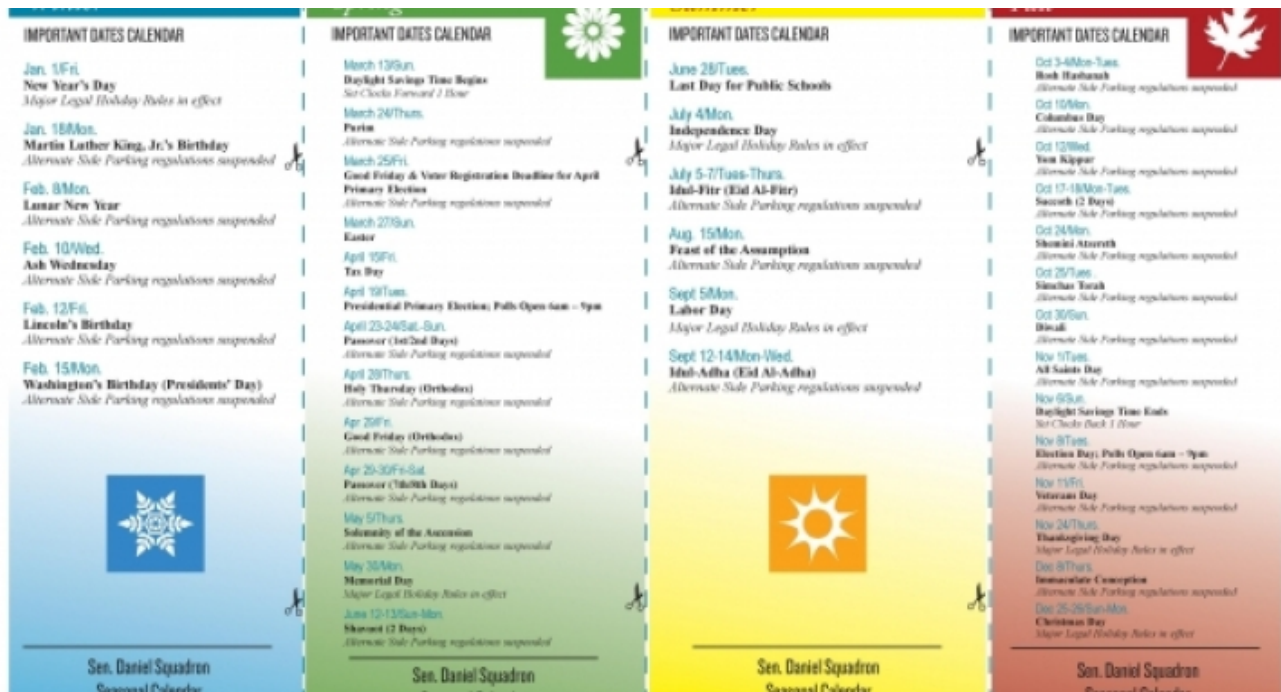 Spring
Summer
Fall
IMPORTANT DATES CALENDAR
Jan. 1/Fri.
New Year's Day
Major Legal Holiday Rules in effect
Jan. 18/Mon.
Martin Luther King, Jr.'s Birthday
Alternate Side Parking regulations suspended
Feb. 8/Mon.
Lunar New Year
Alternate Side Parking regulations suspended
Feb. 10/Wed.
Ash Wednesday
Alternate Side Parking regulations suspended
Feb. 12/Fri.
Lincoln's Birthday
Alternate Side Parking regulations suspended
Feb. 15/Mon.
Washington's Birthday (Presidents' Day)
Alternate Side Parking regulations suspended
Sen. Daniel Squadron
Seasonal Calendar
IMPORTANT DATES CALENDAR
March 13/Sun.
Daylight Savings Time Begins
Set Clocks Forward 1 Hour
March 24/Thurs.
Purim
Alternate Side Parking regulations suspended
March 25/Fri.
Good Friday & Voter Registration Deadline for April
Primary Election
Alternate Side Parking regulations suspended
March 27/Sun.
Easter
April 15/Fri.
Tax Day
April 19/Tues.
Presidential Primary Election; Polls Open 6am – 9pm
April 23-24/Sat.-Sun.
Passover (1st/2nd Days)
Alternate Side Parking regulations suspended
April 28/Thurs.
Holy Thursday (Orthodox)
Alternate Side Parking regulations suspended
Apr 29/Fri.
Good Friday (Orthodox)
Alternate Side Parking regulations suspended
Apr 29-30/Fri-Sat.
Passover (7th/8th Days)
Alternate Side Parking regulations suspended
May 5/Thurs.
Solemnity of the Ascension
Alternate Side Parking regulations suspended
May 30/Mon.
Memorial Day
Major Legal Holiday Rules in effect
June 12-13/Sun-Mon.
Shavuot (2 Days)
Alternate Side Parking regulations suspended
Sen. Daniel Squadron
Seasonal Calendar
IMPORTANT DATES CALENDAR
June 28/Tues.
Last Day for Public Schools
July 4/Mon.
Independence Day
Major Legal Holiday Rules in effect
July 5-7/Tues-Thurs.
Idul-Fitr (Eid Al-Fitr)
Alternate Side Parking regulations suspended
Aug. 15/Mon.
Feast of the Assumption
Alternate Side Parking regulations suspended
Sept 5/Mon.
Labor Day
Major Legal Holiday Rules in effect
Sept 12-14/Mon-Wed.
Idul-Adha (Eid Al-Adha)
Alternate Side Parking regulations suspended
Sen. Daniel Squadron
Seasonal Calendar
IMPORTANT DATES CALENDAR
Oct 3-4/Mon-Tues.
Rosh Hashanah
Alternate Side Parking regulations suspended
Oct 10/Mon.
Columbus Day
Alternate Side Parking regulations suspended
Oct 12/Wed.
Yom Kippur
Alternate Side Parking regulations suspended
Oct 17-18/Mon-Tues.
Succoth (2 Days)
Alternate Side Parking regulations suspended
Oct 24/Mon.
Shemini Atzereth
Alternate Side Parking regulations suspended
Oct 25/Tues.
Simchas Torah
Alternate Side Parking regulations suspended
Oct 30/Sun.
Diwali
Alternate Side Parking regulations suspended
Nov 1/Tues.
All Saints Day
Alternate Side Parking regulations suspended
Nov 6/Sun.
Daylight Savings Time Ends
Set Clocks Back 1 Hour
Nov 8/Tues.
Election Day; Polls Open 6am – 9pm
Alternate Side Parking regulations suspended
Nov 11/Fri.
Veterans Day
Alternate Side Parking regulations suspended
Nov 24/Thurs.
Thanksgiving Day
Major Legal Holiday Rules in effect
Dec 8/Thurs.
Immaculate Conception
Alternate Side Parking regulations suspended
Dec 25-26/Sun-Mon.
Christmas Day
Major Legal Holiday Rules in effect
Sen. Daniel Squadron